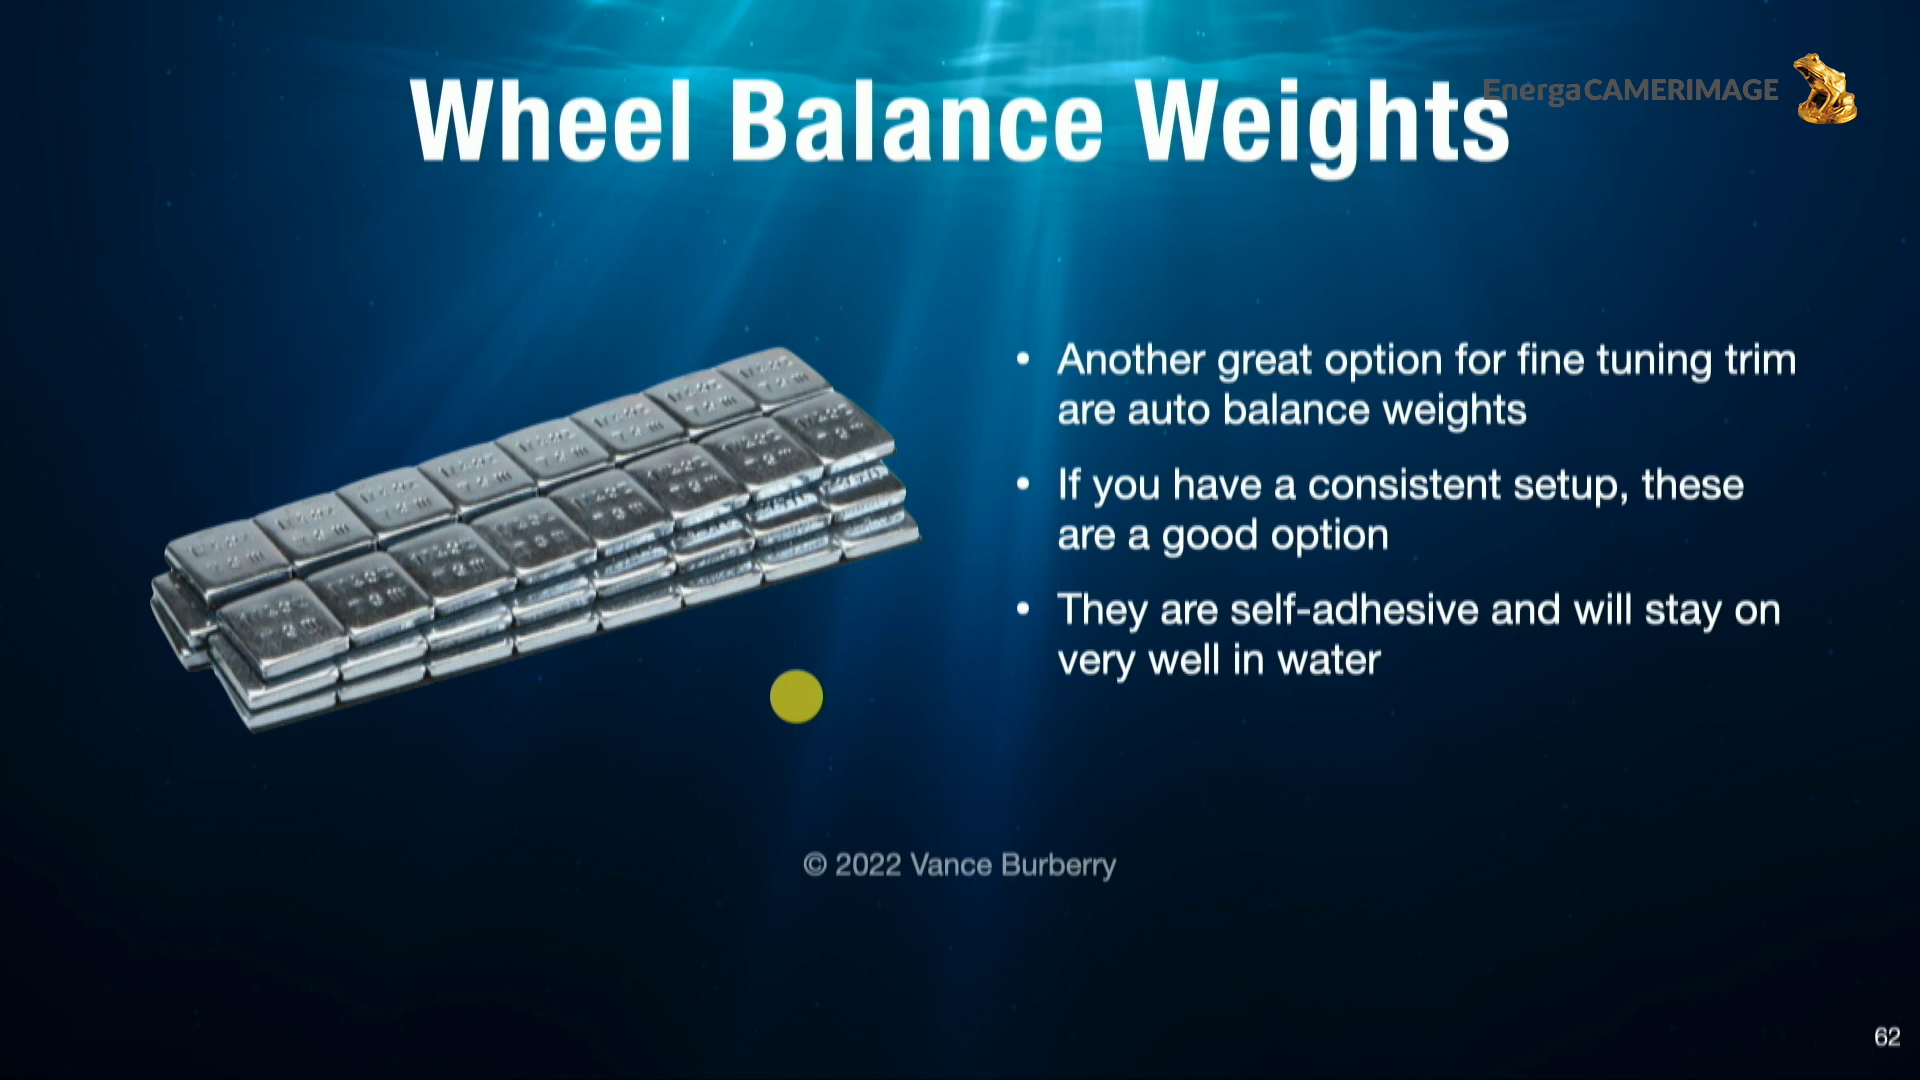 Wheel Balance Weights
EnergaCAMERIMAGE
• Another great option for fine tuning trim
are auto balance weights
• If you have a consistent setup, these
are a good option
• They are self-adhesive and will stay on
very well in water
© 2022 Vance Burberry
62